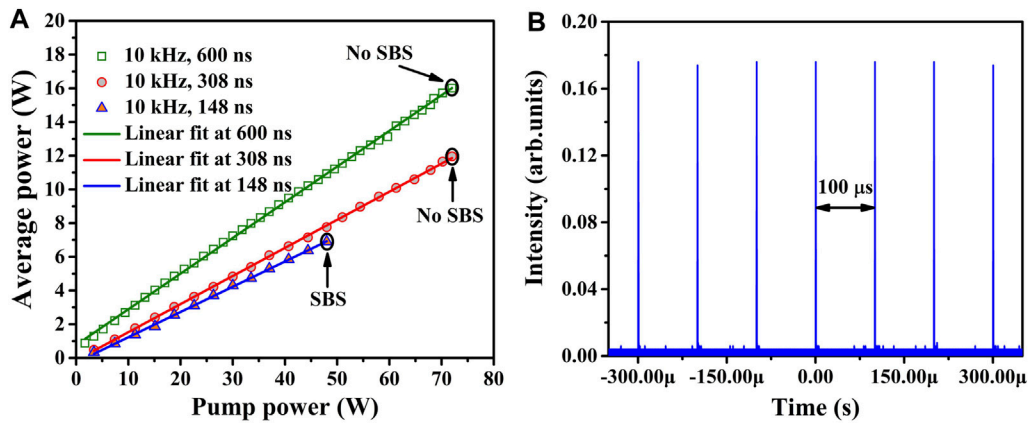 A
20
18
16
14
12
10
8
6
4
2
0
Average power (W)
10 kHz, 600 ns
10 kHz, 308 ns
10 kHz, 148 ns
Linear fit at 600 ns
Linear fit at 308 ns
Linear fit at 148 ns
No SBS
No SBS
SBS
0 10 20 30 40 50 60 70 80
Pump power (W)
B
0.20
0.16
0.12
0.08
0.04
0.00
Intensity (arb.units)
100 μs
-300.00μ -150.00μ 0.00 150.00μ 300.00μ
Time (s)